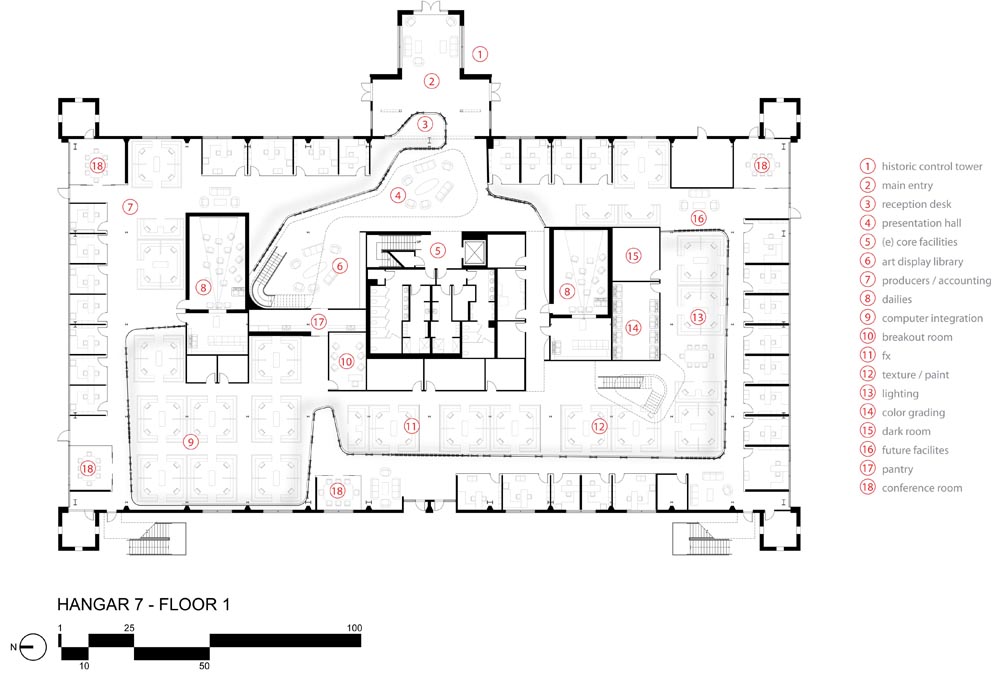 1
2
3
18
18
4
7
16
5
15
6
8
8
13
17
14
10
11
12
9
18
18
1 historic control tower
2 main entry
3 reception desk
4 presentation hall
5 (e) core facilities
6 art display library
7 producers / accounting
8 dailies
9 computer integration
10 breakout room
11 fx
12 texture / paint
13 lighting
14 color grading
15 dark room
16 future facilites
17 pantry
18 conference room
HANGAR 7 - FLOOR 1
N
1 25 100
10 50